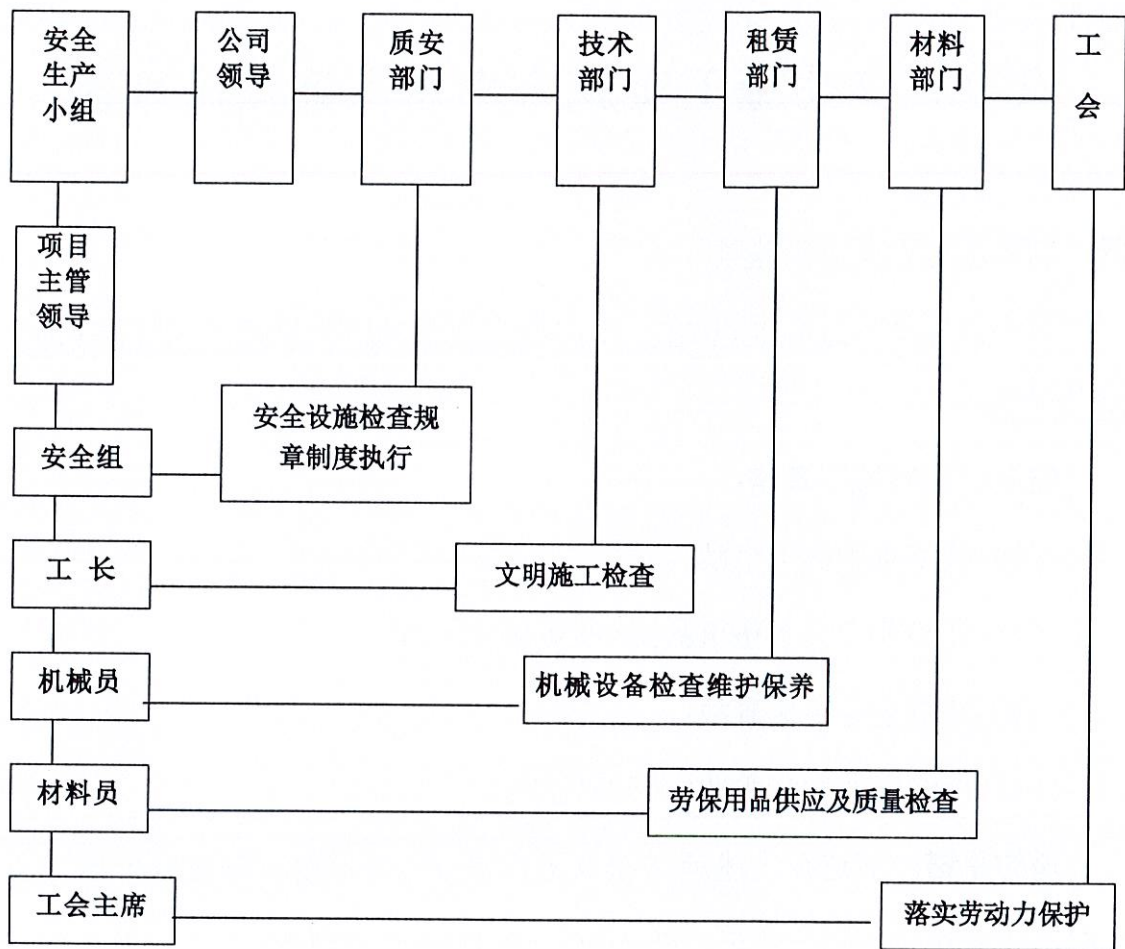 安全
生产
小组
公司
领导
质安
部门
技术
部门
租赁
部门
材料
部门
工
会
项目
主管
领导
安全设施检查规
章制度执行
安全组
工 长
文明施工检查
机械员
机械设备检查维护保养
材料员
劳保用品供应及质量检查
工会主席
落实劳动力保护